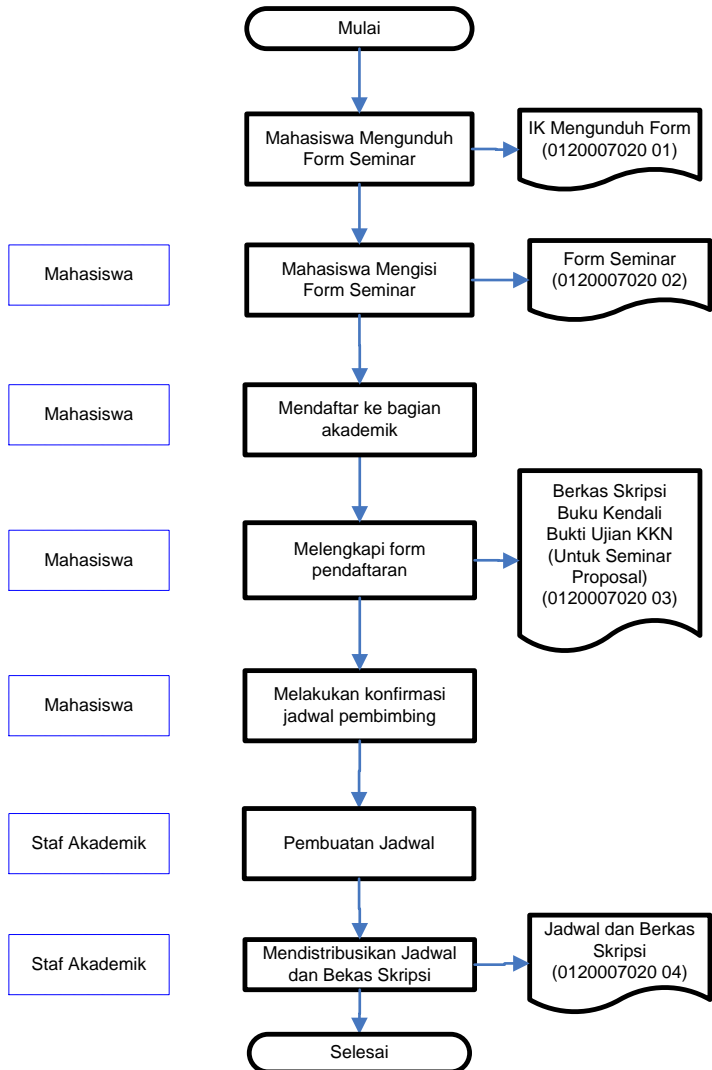 Mulai
Mahasiswa Mengunduh
Form Seminar
IK Mengunduh Form
(0120007020 01)
Mahasiswa
Mahasiswa Mengisi
Form Seminar
Form Seminar
(0120007020 02)
Mahasiswa
Mendaftar ke bagian
akademik
Mahasiswa
Melengkapi form
pendaftaran
Berkas Skripsi
Buku Kendali
Bukti Ujian KKN
(Untuk Seminar
Proposal)
(0120007020 03)
Mahasiswa
Melakukan konfirmasi
jadwal pembimbing
Staf Akademik
Pembuatan Jadwal
Staf Akademik
Mendistribusikan Jadwal
dan Bekas Skripsi
Jadwal dan Berkas
Skripsi
(0120007020 04)
Selesai